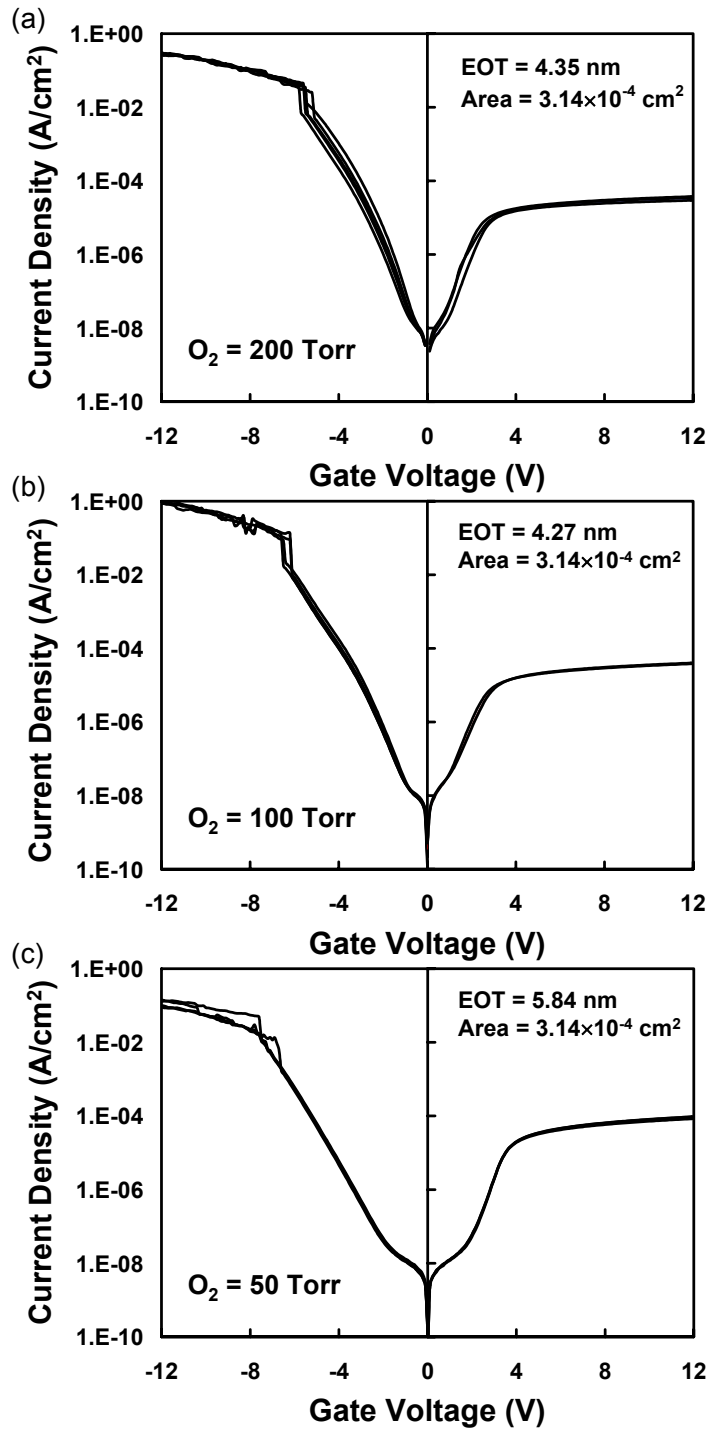 (a)
Current Density (A/cm²)
1.E+00
1.E-02
1.E-04
1.E-06
1.E-08
1.E-10
EOT = 4.35 nm
Area = 3.14×10⁻⁴ cm²
O₂ = 200 Torr
-12 -8 -4 0 4 8 12
Gate Voltage (V)
(b)
Current Density (A/cm²)
1.E+00
1.E-02
1.E-04
1.E-06
1.E-08
1.E-10
EOT = 4.27 nm
Area = 3.14×10⁻⁴ cm²
O₂ = 100 Torr
-12 -8 -4 0 4 8 12
Gate Voltage (V)
(c)
Current Density (A/cm²)
1.E+00
1.E-02
1.E-04
1.E-06
1.E-08
1.E-10
EOT = 5.84 nm
Area = 3.14×10⁻⁴ cm²
O₂ = 50 Torr
-12 -8 -4 0 4 8 12
Gate Voltage (V)